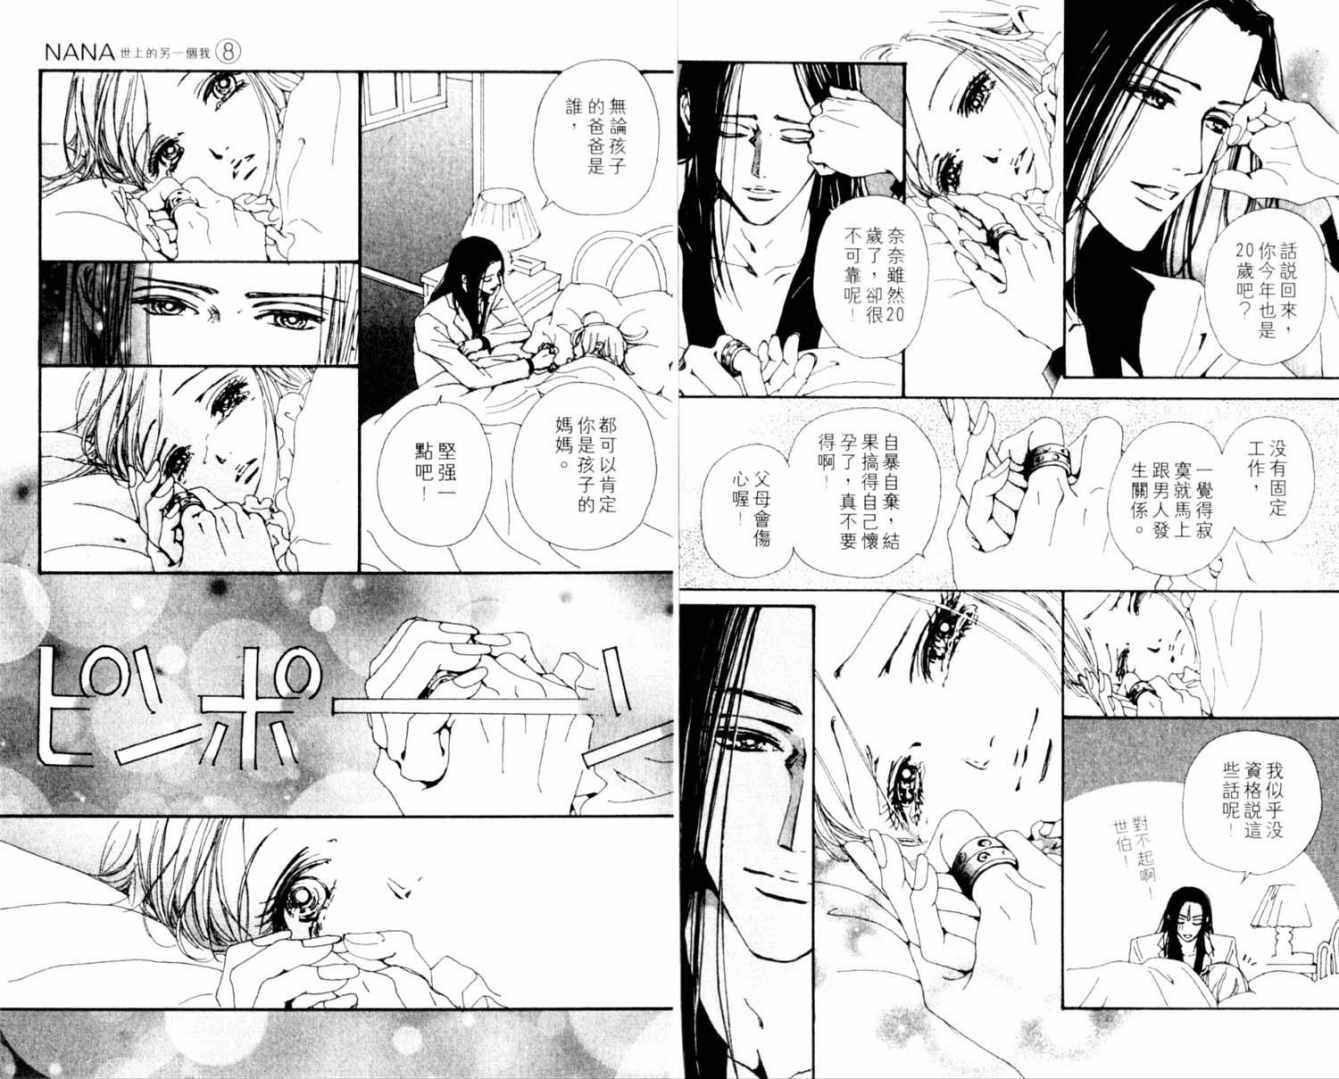 話説回來，
你今年也是
20歲吧？
奈奈雖然20
歲了，卻很
不可靠呢！
没有固定
工作，
一覺得寂
寞就馬上
跟男人發
生關係。
自暴自棄，結
果搞得自己懷
孕了，真不要
得啊！
父母會傷
心喔！
我似乎没
資格説這
些話呢！
對不起啊！
世伯！
NANA 世上的另一個我 ⑧
無論孩子
的爸爸是
誰，
都可以肯定
你是孩子的
媽媽。
堅强一
點吧！
ピンポーン